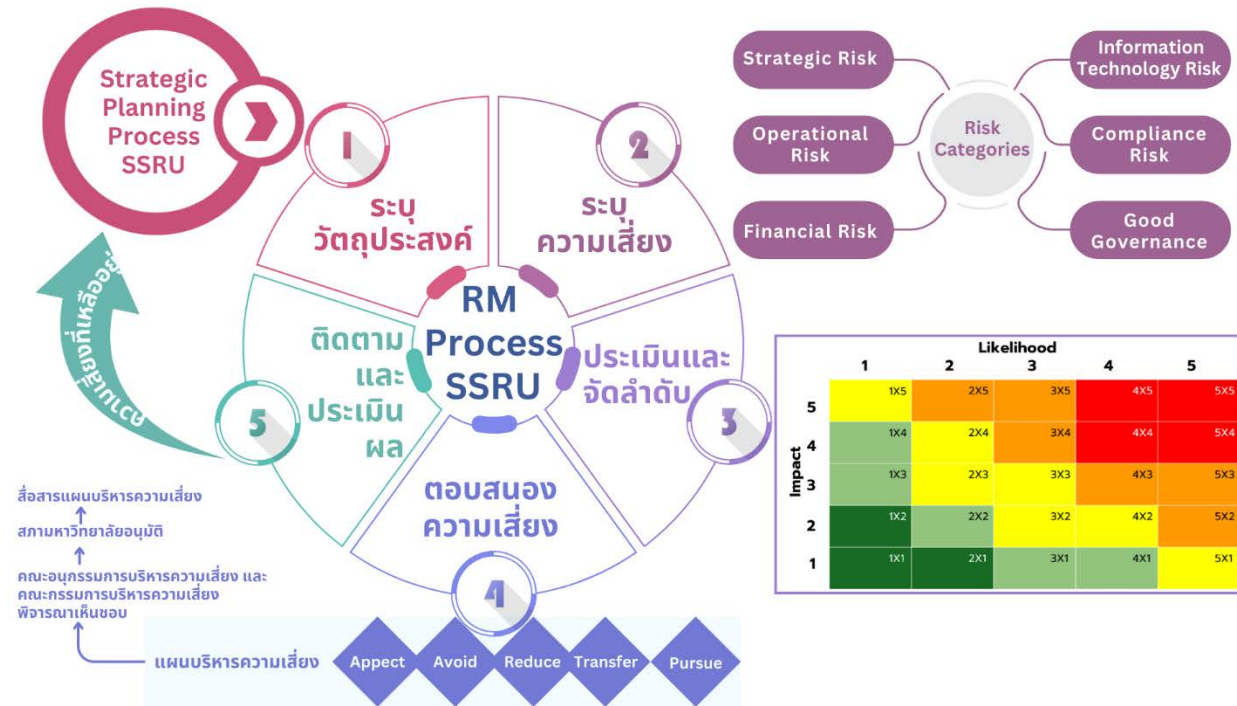 Strategic
Planning
Process
SSRU
1
ระบุ
วัตถุประสงค์
2
ระบุ
ความเสี่ยง
ประเมินและ
จัดลำดับ
3
ตอบสนอง
ความเสี่ยง
4
ติดตาม
และ
ประเมิน
ผล
5
RM
Process
SSRU
ความเสี่ยงที่เหลืออยู่
Risk
Categories
Strategic Risk
Operational
Risk
Financial Risk
Information
Technology Risk
Compliance
Risk
Good
Governance
Likelihood
1 2 3 4 5
Impact
5 1X5 2X5 3X5 4X5 5X5
4 1X4 2X4 3X4 4X4 5X4
3 1X3 2X3 3X3 4X3 5X3
2 1X2 2X2 3X2 4X2 5X2
1 1X1 2X1 3X1 4X1 5X1
สื่อสารแผนบริหารความเสี่ยง
สภามหาวิทยาลัยอนุมัติ
คณะอนุกรรมการบริหารความเสี่ยง และ
คณะกรรมการบริหารความเสี่ยง
พิจารณาเห็นชอบ
แผนบริหารความเสี่ยง
Appect Avoid Reduce Transfer Pursue